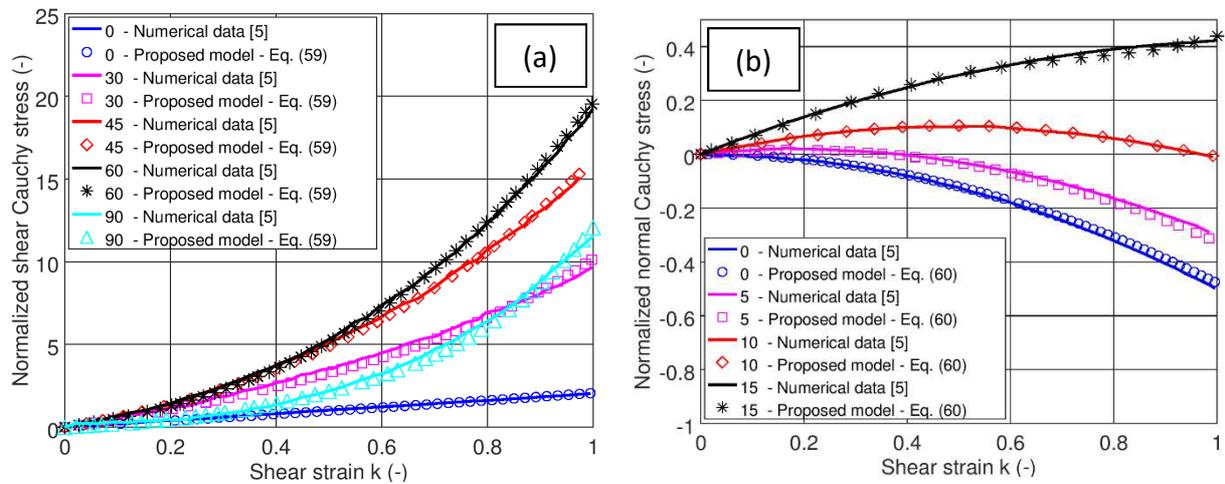 25
20
15
10
5
0
Normalized shear Cauchy stress (-)
0 - Numerical data [5]
0 - Proposed model - Eq. (59)
30 - Numerical data [5]
30 - Proposed model - Eq. (59)
45 - Numerical data [5]
45 - Proposed model - Eq. (59)
60 - Numerical data [5]
60 - Proposed model - Eq. (59)
90 - Numerical data [5]
90 - Proposed model - Eq. (59)
(a)
0 0.2 0.4 0.6 0.8 1
Shear strain k (-)
0.4
0.2
0
-0.2
-0.4
-0.6
-0.8
-1
Normalized normal Cauchy stress (-)
(b)
0 - Numerical data [5]
0 - Proposed model - Eq. (60)
5 - Numerical data [5]
5 - Proposed model - Eq. (60)
10 - Numerical data [5]
10 - Proposed model - Eq. (60)
15 - Numerical data [5]
15 - Proposed model - Eq. (60)
0 0.2 0.4 0.6 0.8 1
Shear strain k (-)